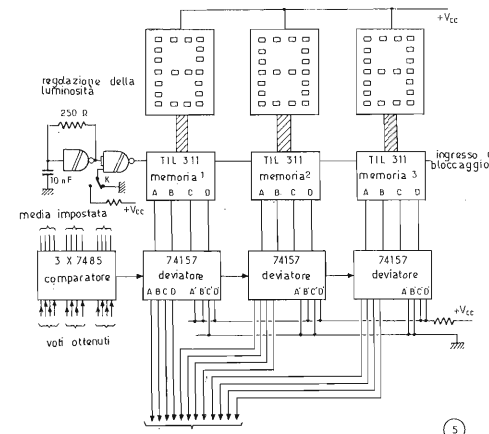 +Vcc
regolazione della
luminosità
250 Ω
10 nF
K
+Vcc
TIL 311
memoria 1
A B C D
TIL 311
memoria 2
A B C D
TIL 311
memoria 3
A B C D
ingresso
bloccaggio
media impostata
3 X 7485
comparatore
voti ottenuti
74157
deviatore
A B C D A' B' C' D'
74157
deviatore
A' B' C' D'
74157
deviatore
A' B' C' D'
+Vcc
5